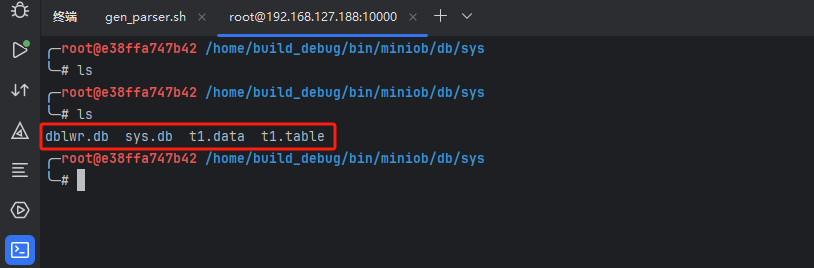 终端 gen_parser.sh × root@192.168.127.188:10000 ×
╭─root@e38ffa747b42 /home/build_debug/bin/miniob/db/sys
╰─# ls
╭─root@e38ffa747b42 /home/build_debug/bin/miniob/db/sys
╰─# ls
dblwr.db  sys.db  t1.data  t1.table
╭─root@e38ffa747b42 /home/build_debug/bin/miniob/db/sys
╰─#